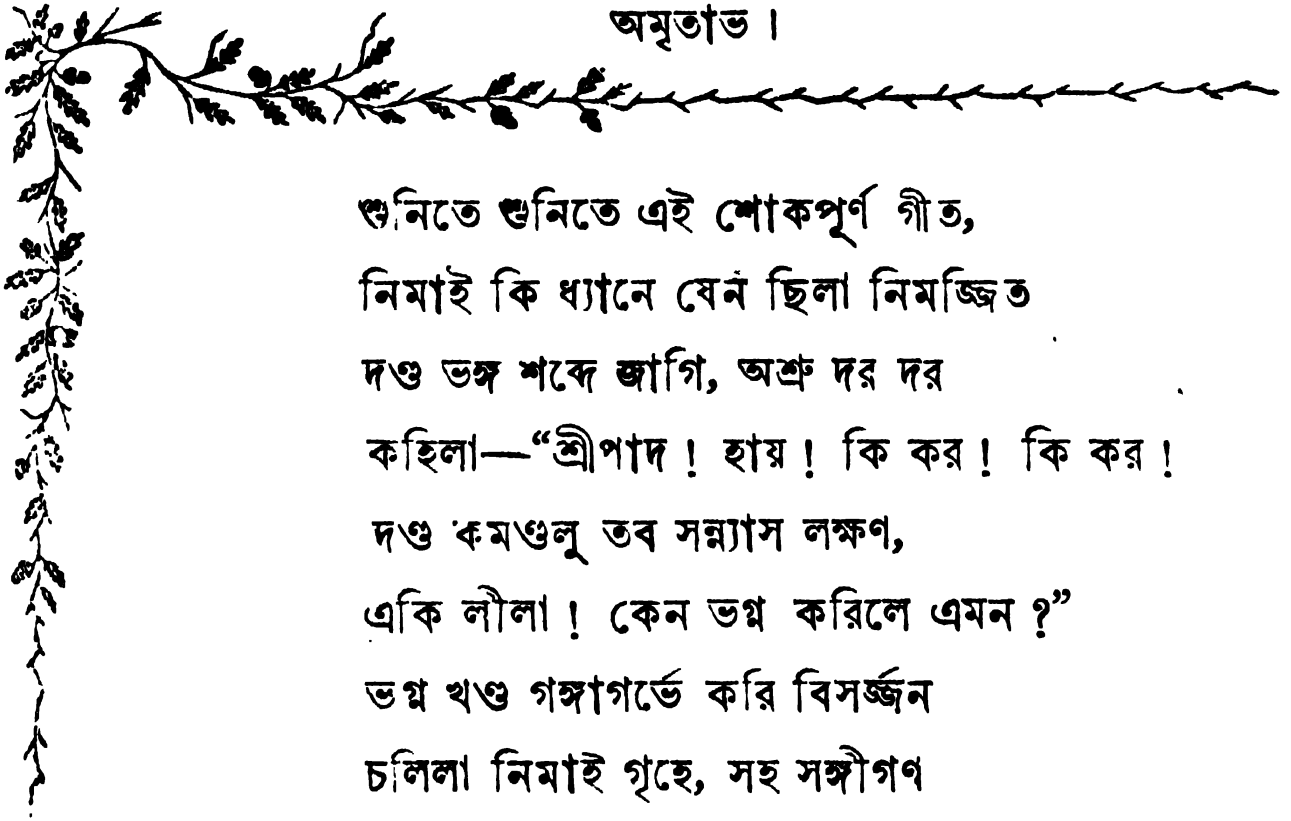 অমৃতাভ ।
শুনিতে শুনিতে এই শোকপূর্ণ গীত,
নিমাই কি ধ্যানে যেন ছিলা নিমজ্জিত
দণ্ড ভঙ্গ শব্দে জাগি, অশ্রু দর দর
কহিলা—“শ্রীপাদ ! হায় ! কি কর ! কি কর !
দণ্ড কমণ্ডলু তব সন্ন্যাস লক্ষণ,
একি লীলা ! কেন ভগ্ন করিলে এমন ?”
ভগ্ন খণ্ড গঙ্গাগর্ভে করি বিসর্জ্জন
চলিলা নিমাই গৃহে, সহ সঙ্গীগণ